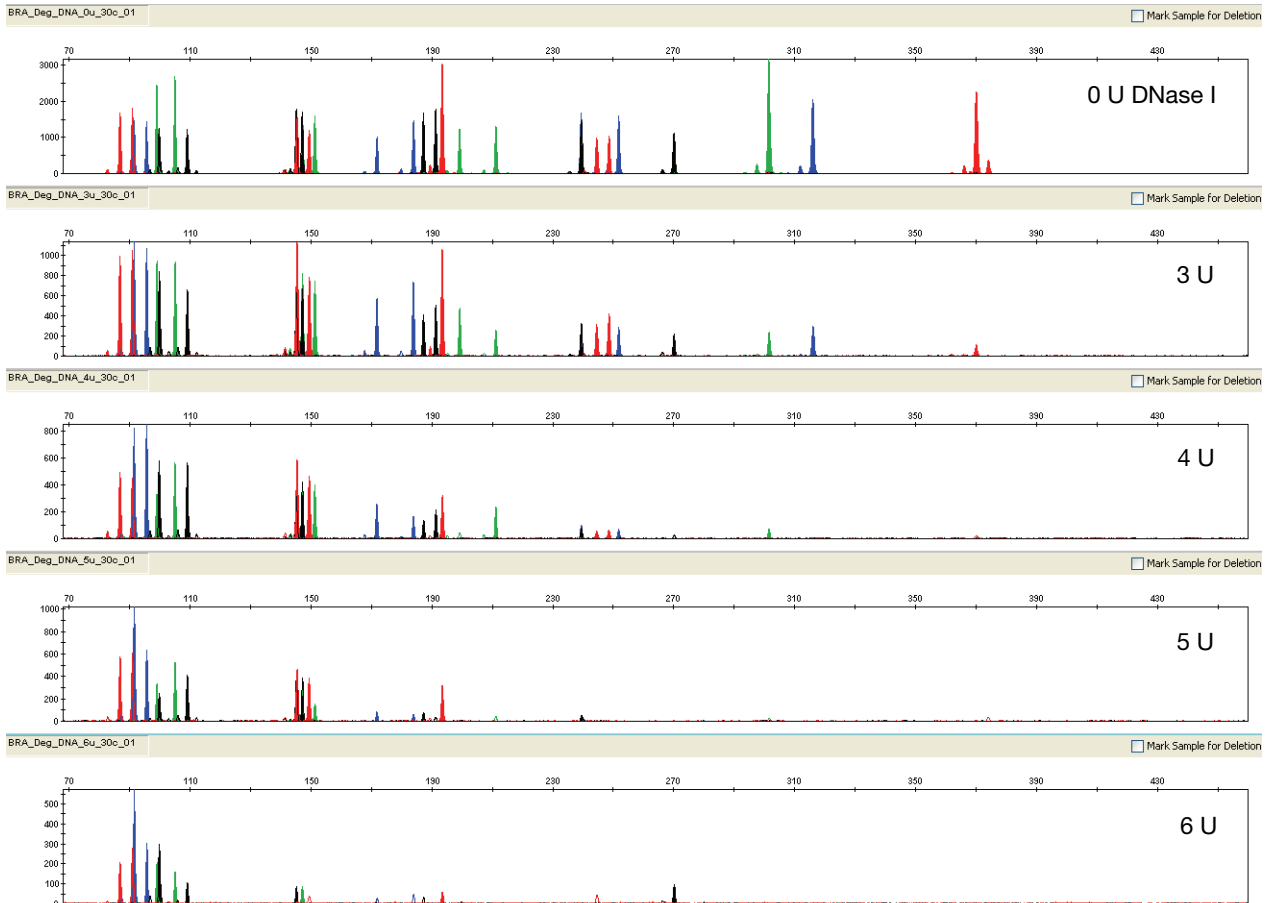 BRA_Deg_DNA_0u_30c_01 Mark Sample for Deletion
70 110 150 190 230 270 310 350 390 430
3000
2000
1000
0
0 U DNase I
BRA_Deg_DNA_3u_30c_01 Mark Sample for Deletion
70 110 150 190 230 270 310 350 390 430
1000
800
600
400
200
0
3 U
BRA_Deg_DNA_4u_30c_01 Mark Sample for Deletion
70 110 150 190 230 270 310 350 390 430
800
600
400
200
0
4 U
BRA_Deg_DNA_5u_30c_01 Mark Sample for Deletion
70 110 150 190 230 270 310 350 390 430
1000
800
600
400
200
0
5 U
BRA_Deg_DNA_6u_30c_01 Mark Sample for Deletion
70 110 150 190 230 270 310 350 390 430
500
400
300
200
100
0
6 U